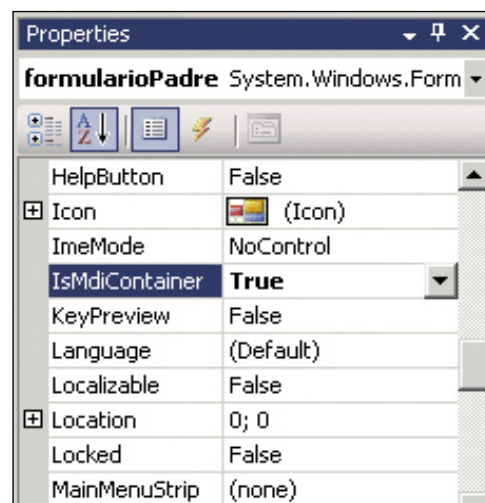 Properties
formularioPadre System.Windows.Form
HelpButton False
Icon (Icon)
ImeMode NoControl
IsMdiContainer True
KeyPreview False
Language (Default)
Localizable False
Location 0; 0
Locked False
MainMenuStrip (none)